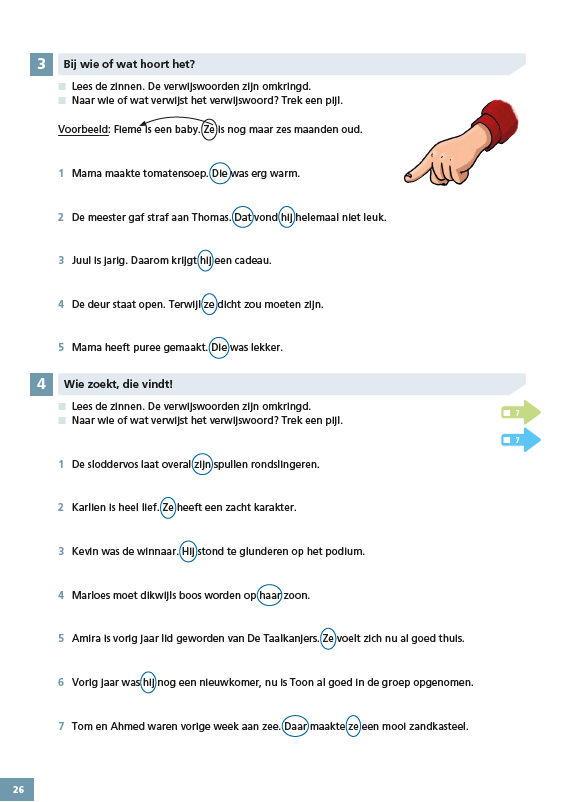 3 Bij wie of wat hoort het?
Lees de zinnen. De verwijswoorden zijn omkringd.
Naar wie of wat verwijst het verwijswoord? Trek een pijl.
Voorbeeld: Fieme is een baby. Ze is nog maar zes maanden oud.
1 Mama maakte tomatensoep. Die was erg warm.
2 De meester gaf straf aan Thomas. Dat vond hij helemaal niet leuk.
3 Juul is jarig. Daarom krijgt hij een cadeau.
4 De deur staat open. Terwijl ze dicht zou moeten zijn.
5 Mama heeft puree gemaakt. Die was lekker.
4 Wie zoekt, die vindt!
Lees de zinnen. De verwijswoorden zijn omkringd.
Naar wie of wat verwijst het verwijswoord? Trek een pijl.
7
7
1 De sloddervos laat overal zijn spullen rondslingeren.
2 Karlien is heel lief. Ze heeft een zacht karakter.
3 Kevin was de winnaar. Hij stond te glunderen op het podium.
4 Marloes moet dikwijls boos worden op haar zoon.
5 Amira is vorig jaar lid geworden van De Taalkanjers. Ze voelt zich nu al goed thuis.
6 Vorig jaar was hij nog een nieuwkomer, nu is Toon al goed in de groep opgenomen.
7 Tom en Ahmed waren vorige week aan zee. Daar maakte ze een mooi zandkasteel.
26